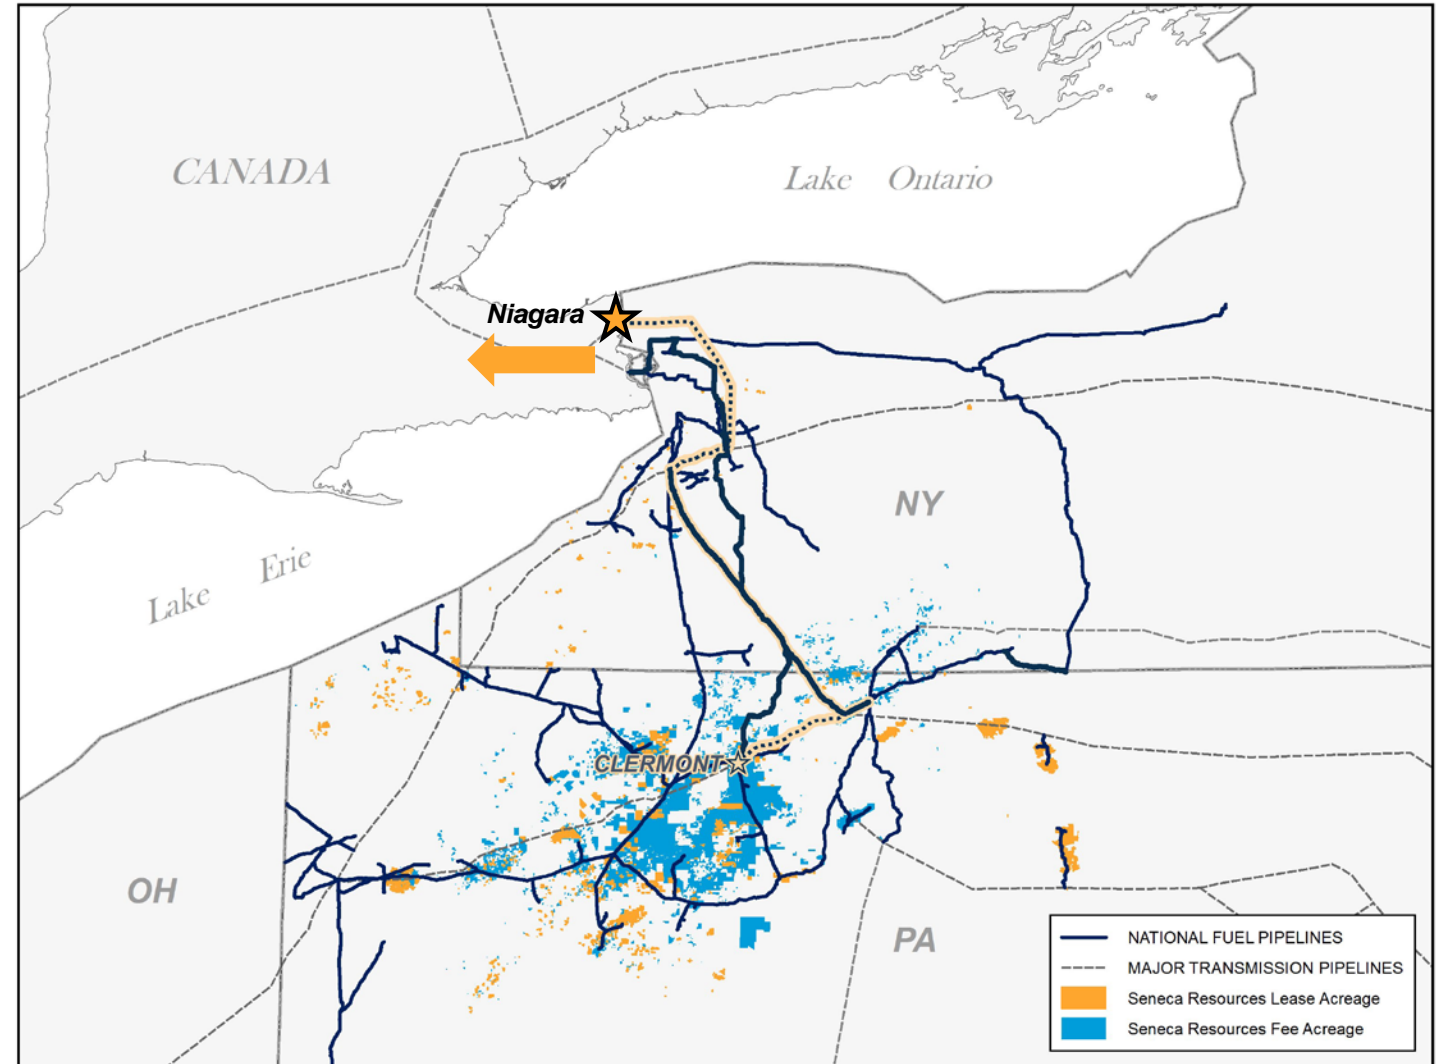 CANADA
Lake Ontario
Niagara
NY
Lake Erie
CLERMONT
OH
PA
NATIONAL FUEL PIPELINES
MAJOR TRANSMISSION PIPELINES
Seneca Resources Lease Acreage
Seneca Resources Fee Acreage